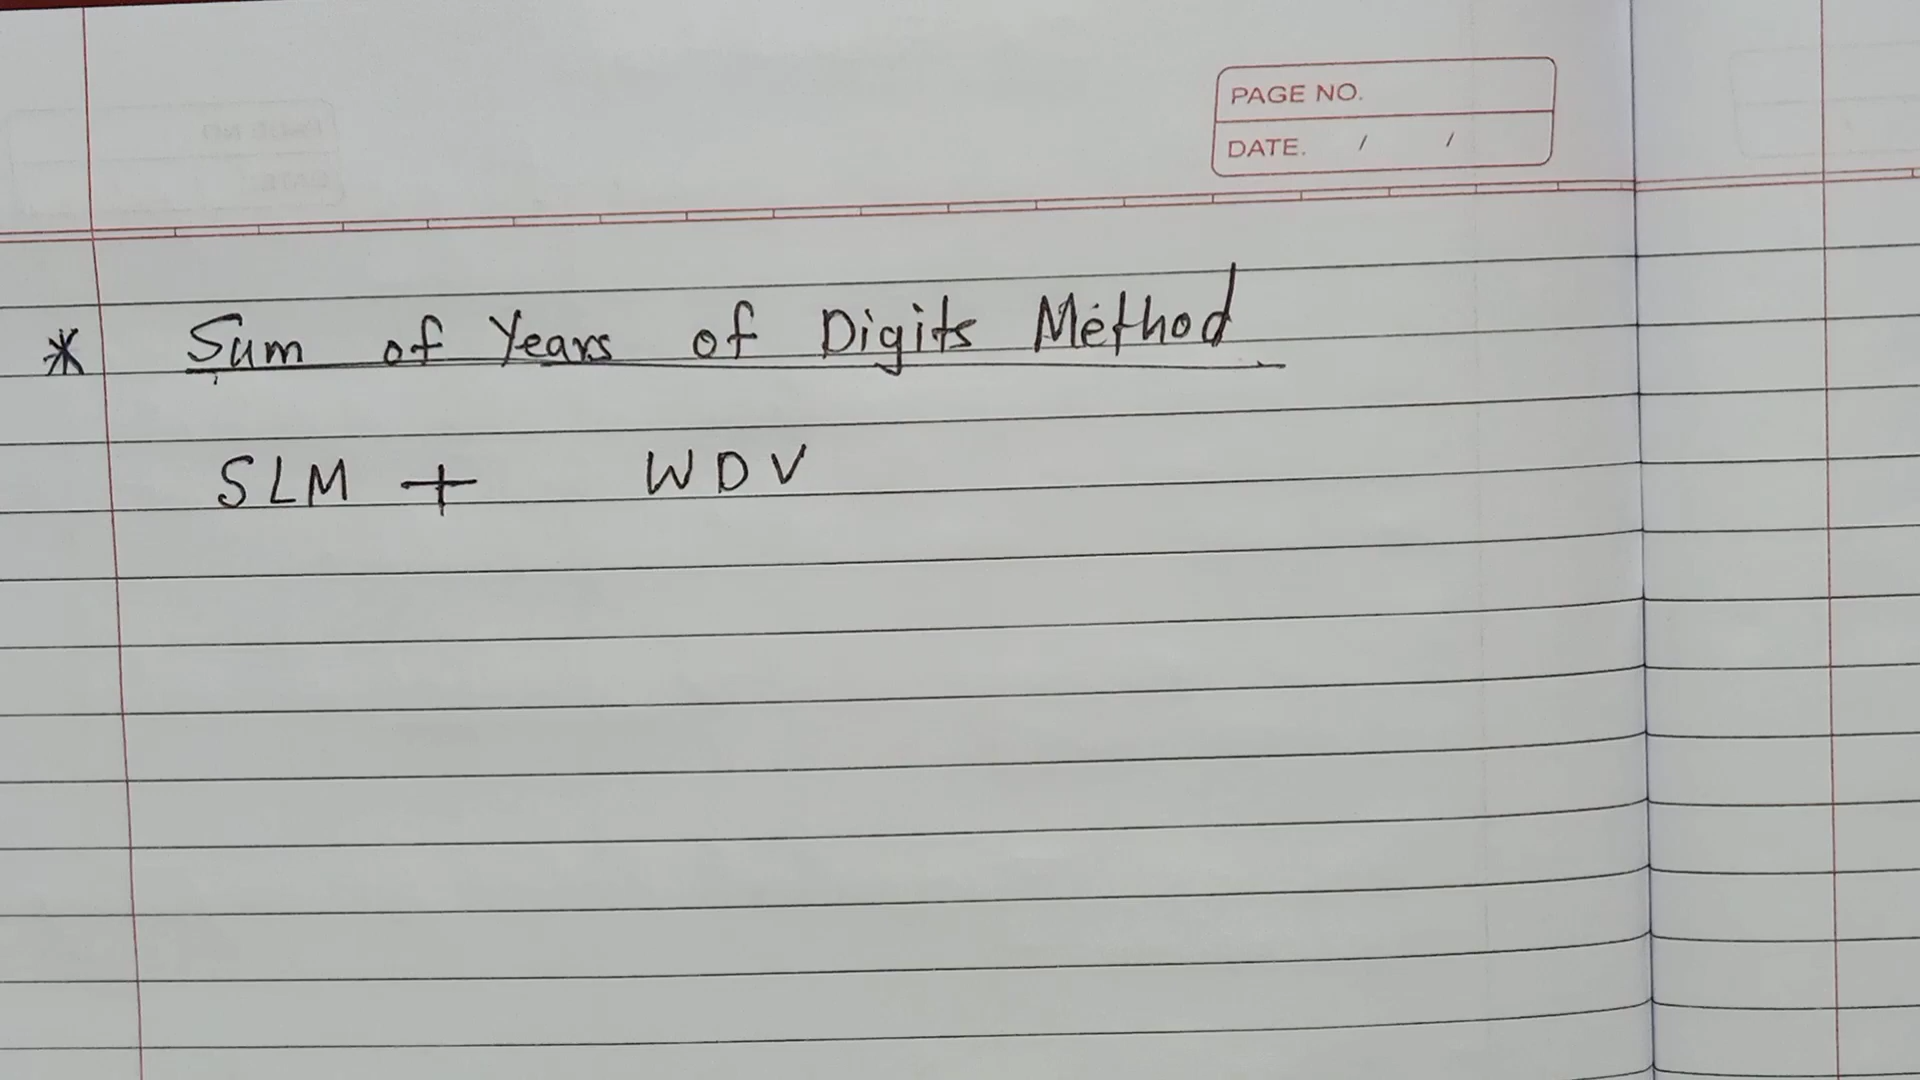 PAGE NO.
DATE. / /
* Sum of Years of Digits Method
SLM + WDV